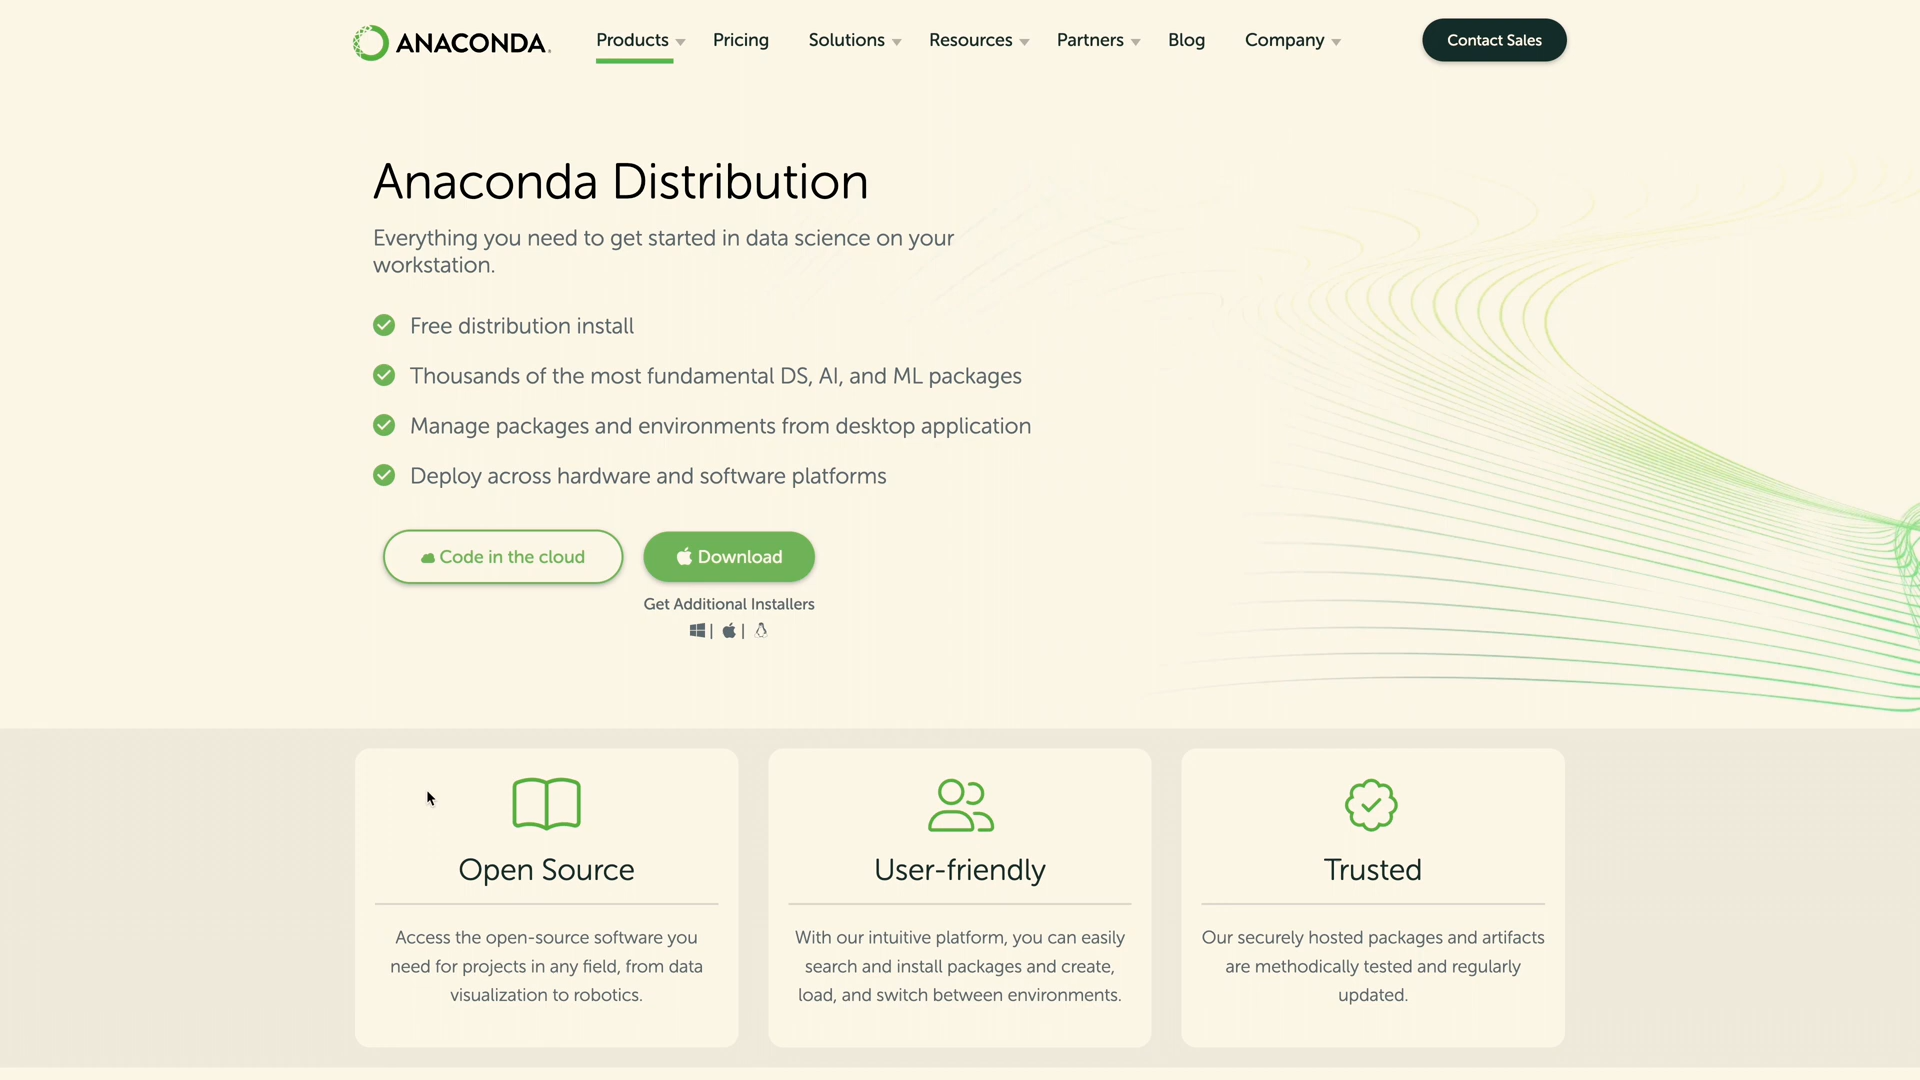 ANACONDA.
Products
Pricing
Solutions
Resources
Partners
Blog
Company
Contact Sales
Anaconda Distribution
Everything you need to get started in data science on your
workstation.
Free distribution install
Thousands of the most fundamental DS, AI, and ML packages
Manage packages and environments from desktop application
Deploy across hardware and software platforms
Code in the cloud
Download
Get Additional Installers
| |
Open Source
Access the open-source software you
need for projects in any field, from data
visualization to robotics.
User-friendly
With our intuitive platform, you can easily
search and install packages and create,
load, and switch between environments.
Trusted
Our securely hosted packages and artifacts
are methodically tested and regularly
updated.